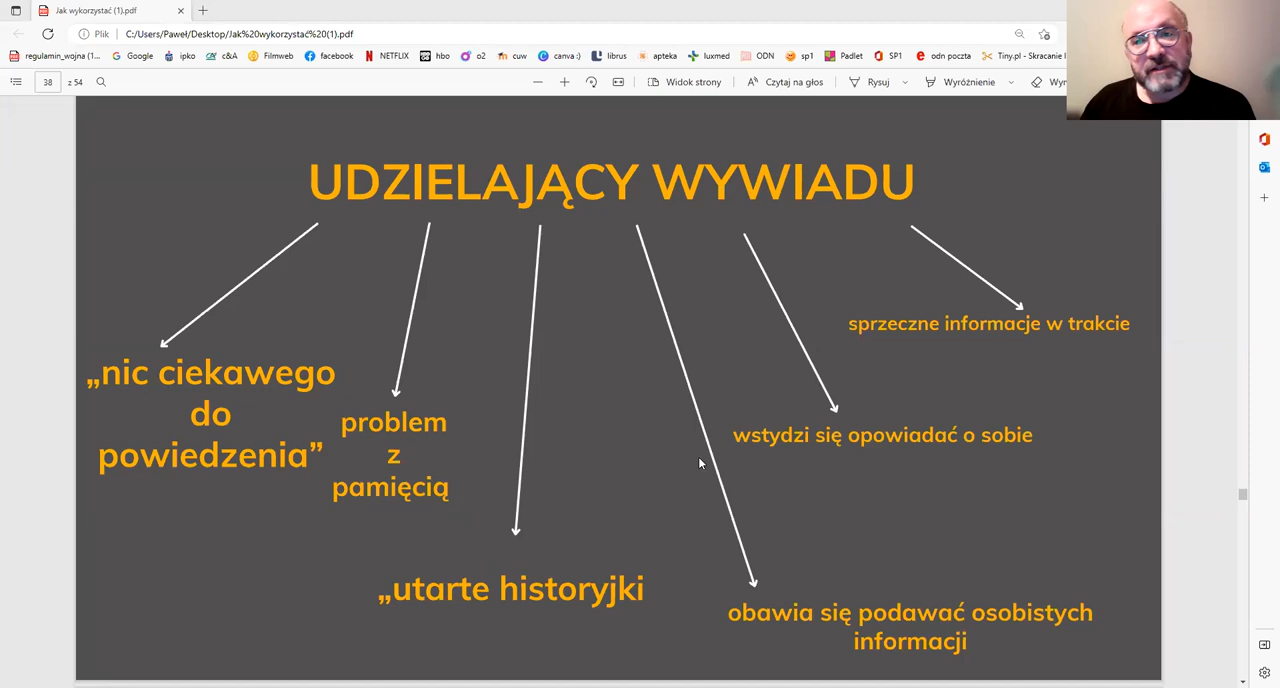 Jak wykorzystać (1).pdf
Plik
C:/Users/Paweł/Desktop/Jak%20wykorzystać%20(1).pdf
regulamin_wojna (1...
Google
ipko
c&A
Filmweb
facebook
NETFLIX
hbo
o2
cuw
canva :)
librus
apteka
luxmed
ODN
sp1
Padlet
SP1
odn poczta
Tiny.pl - Skracanie l
38
z 54
Widok strony
Czytaj na głos
Rysuj
Wyróżnienie
UDZIELAJĄCY WYWIADU
sprzeczne informacje w trakcie
„nic ciekawego
do
powiedzenia”
problem
z
pamięcią
wstydzi się opowiadać o sobie
„utarte historyjki
obawia się podawać osobistych
informacji